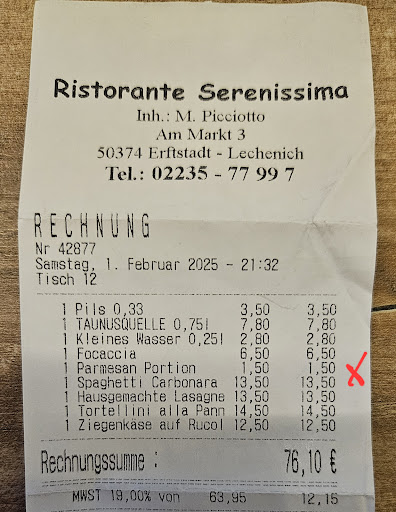 Ristorante Serenissima
Inh.: M. Picciotto
Am Markt 3
50374 Erftstadt - Lechenich
Tel.: 02235 - 77 99 7
RECHNUNG
Nr 42877
Samstag, 1. Februar 2025 - 21:32
Tisch 12
1 Pils 0,33 3,50 3,50
1 TAUNUSQUELLE 0,75l 7,80 7,80
1 Kleines Wasser 0,25l 2,80 2,80
1 Focaccia 6,50 6,50
1 Parmesan Portion 1,50 1,50
1 Spaghetti Carbonara 13,50 13,50
1 Hausgemachte Lasagne 13,50 13,50
1 Tortellini alla Pann 14,50 14,50
1 Ziegenkäse auf Rucol 12,50 12,50
Rechnungssumme : 76,10 €
MWST 19,00% von 63,95 12,15